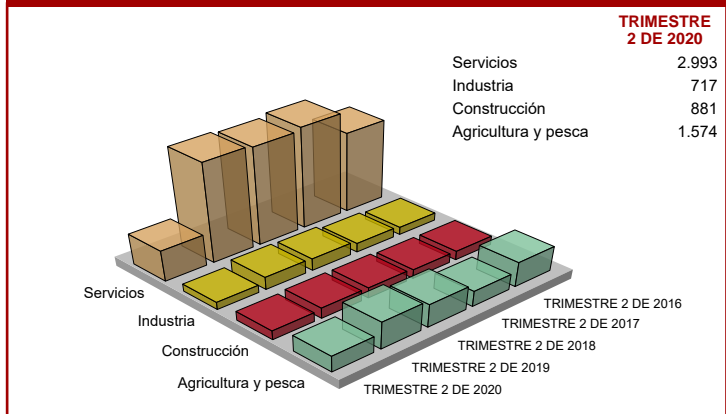 TRIMESTRE
2 DE 2020
Servicios 2.993
Industria 717
Construcción 881
Agricultura y pesca 1.574
Servicios
Industria
Construcción
Agricultura y pesca
TRIMESTRE 2 DE 2016
TRIMESTRE 2 DE 2017
TRIMESTRE 2 DE 2018
TRIMESTRE 2 DE 2019
TRIMESTRE 2 DE 2020